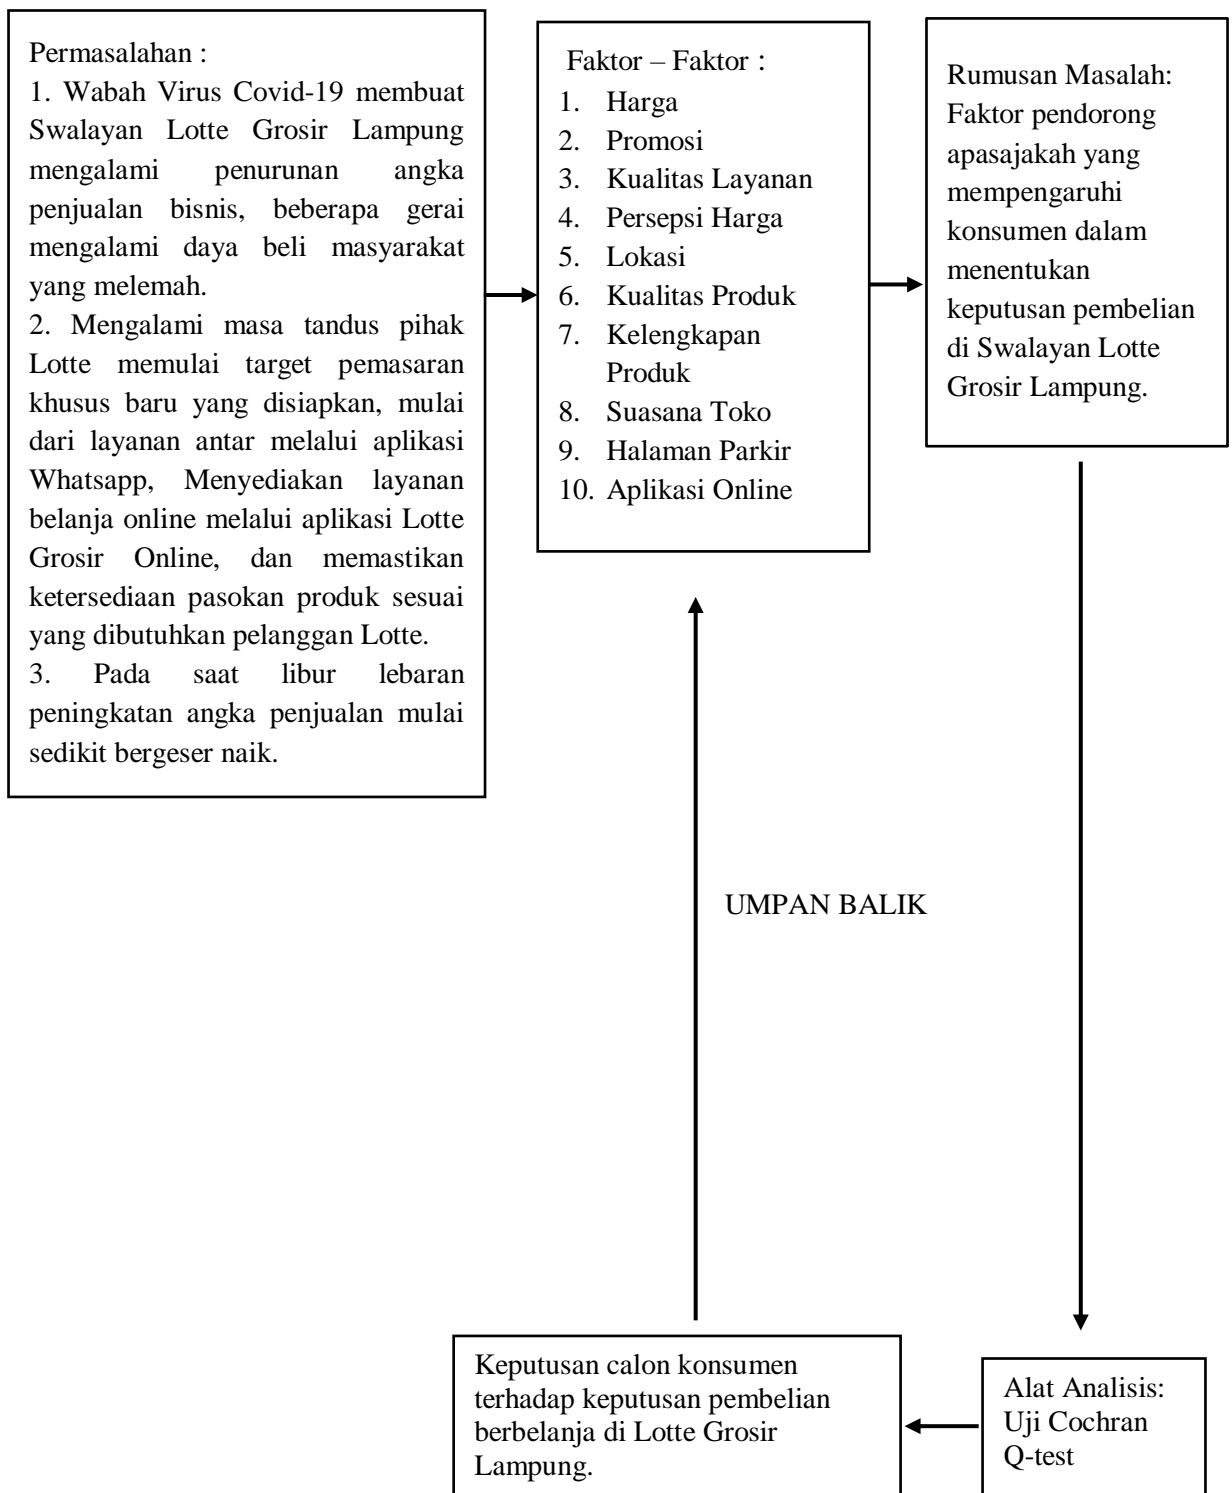 Permasalahan :
1. Wabah Virus Covid-19 membuat
Swalayan Lotte Grosir Lampung
mengalami penurunan angka
penjualan bisnis, beberapa gerai
mengalami daya beli masyarakat
yang melemah.
2. Mengalami masa tandus pihak
Lotte memulai target pemasaran
khusus baru yang disiapkan, mulai
dari layanan antar melalui aplikasi
Whatsapp, Menyediakan layanan
belanja online melalui aplikasi Lotte
Grosir Online, dan memastikan
ketersediaan pasokan produk sesuai
yang dibutuhkan pelanggan Lotte.
3. Pada saat libur lebaran
peningkatan angka penjualan mulai
sedikit bergeser naik.
Faktor – Faktor :
1. Harga
2. Promosi
3. Kualitas Layanan
4. Persepsi Harga
5. Lokasi
6. Kualitas Produk
7. Kelengkapan
Produk
8. Suasana Toko
9. Halaman Parkir
10. Aplikasi Online
Rumusan Masalah:
Faktor pendorong
apasajakah yang
mempengaruhi
konsumen dalam
menentukan
keputusan pembelian
di Swalayan Lotte
Grosir Lampung.
UMPAN BALIK
Keputusan calon konsumen
terhadap keputusan pembelian
berbelanja di Lotte Grosir
Lampung.
Alat Analisis:
Uji Cochran
Q-test